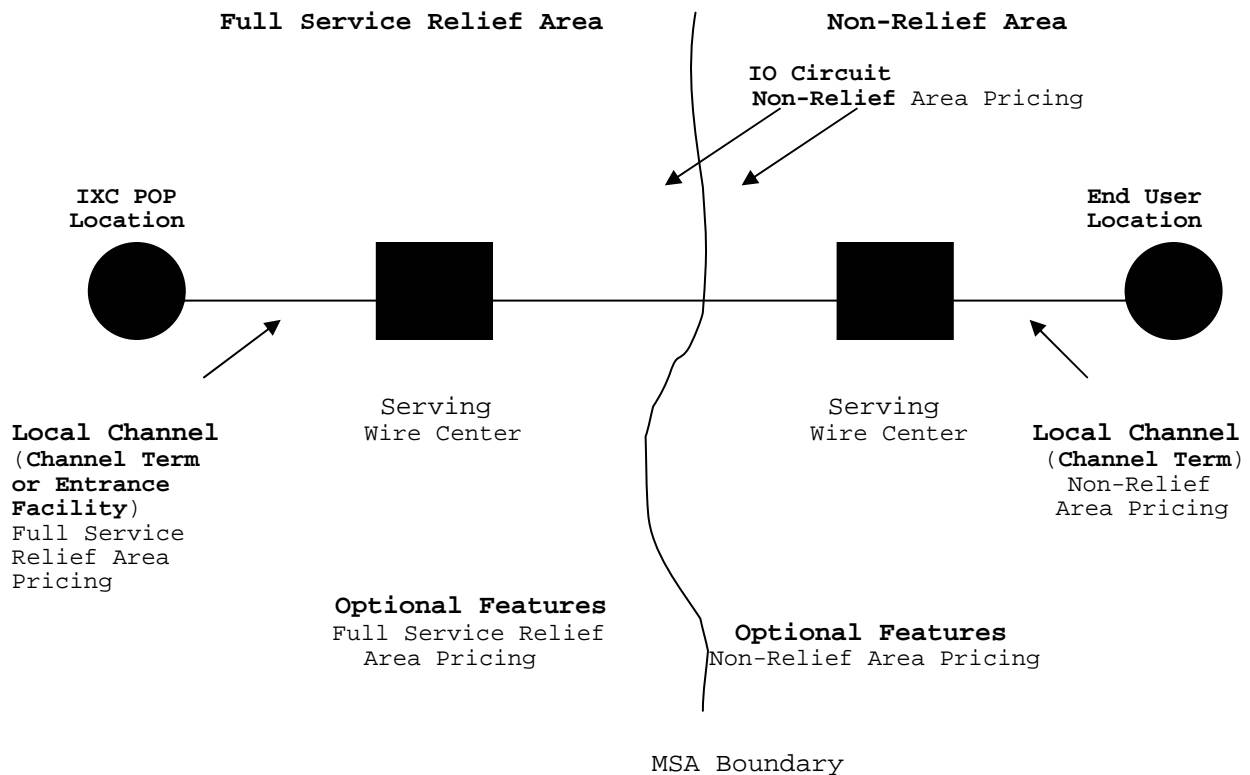 Full Service Relief Area
Non-Relief Area
IO Circuit
Non-Relief Area Pricing
IXC POP
Location
End User
Location
Serving
Wire Center
Serving
Wire Center
Local Channel
(Channel Term
or Entrance
Facility)
Full Service
Relief Area
Pricing
Local Channel
(Channel Term)
Non-Relief
Area Pricing
Optional Features
Full Service Relief
Area Pricing
Optional Features
Non-Relief Area Pricing
MSA Boundary